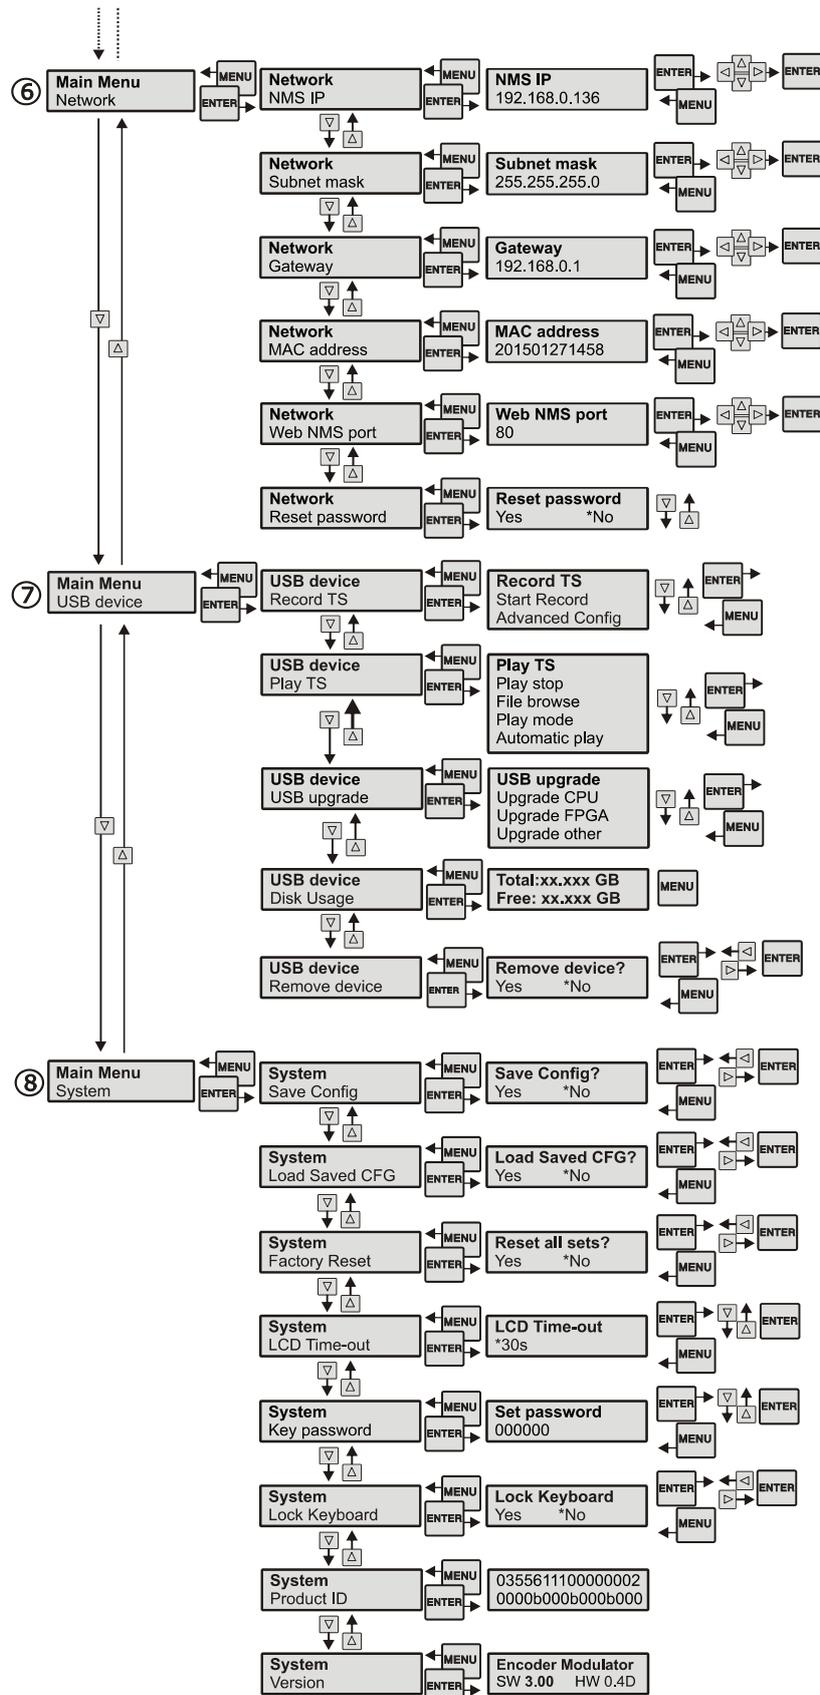 ⑥
Main Menu
Network
MENU
ENTER
Network
NMS IP
MENU
ENTER
NMS IP
192.168.0.136
ENTER
MENU
ENTER
Network
Subnet mask
MENU
ENTER
Subnet mask
255.255.255.0
ENTER
MENU
ENTER
Network
Gateway
MENU
ENTER
Gateway
192.168.0.1
ENTER
MENU
ENTER
Network
MAC address
MENU
ENTER
MAC address
201501271458
ENTER
MENU
ENTER
Network
Web NMS port
MENU
ENTER
Web NMS port
80
ENTER
MENU
ENTER
Network
Reset password
MENU
ENTER
Reset password
Yes *No
⑦
Main Menu
USB device
MENU
ENTER
USB device
Record TS
MENU
ENTER
Record TS
Start Record
Advanced Config
ENTER
MENU
USB device
Play TS
MENU
ENTER
Play TS
Play stop
File browse
Play mode
Automatic play
ENTER
MENU
USB device
USB upgrade
MENU
ENTER
USB upgrade
Upgrade CPU
Upgrade FPGA
Upgrade other
ENTER
MENU
USB device
Disk Usage
MENU
ENTER
Total:xx.xxx GB
Free: xx.xxx GB
MENU
USB device
Remove device
MENU
ENTER
Remove device?
Yes *No
ENTER
MENU
ENTER
⑧
Main Menu
System
MENU
ENTER
System
Save Config
MENU
ENTER
Save Config?
Yes *No
ENTER
MENU
ENTER
System
Load Saved CFG
MENU
ENTER
Load Saved CFG?
Yes *No
ENTER
MENU
ENTER
System
Factory Reset
MENU
ENTER
Reset all sets?
Yes *No
ENTER
MENU
ENTER
System
LCD Time-out
MENU
ENTER
LCD Time-out
*30s
ENTER
MENU
ENTER
System
Key password
MENU
ENTER
Set password
000000
ENTER
MENU
ENTER
System
Lock Keyboard
MENU
ENTER
Lock Keyboard
Yes *No
ENTER
MENU
ENTER
System
Product ID
MENU
ENTER
0355611100000002
0000b000b000b000
System
Version
MENU
ENTER
Encoder Modulator
SW 3.00 HW 0.4D